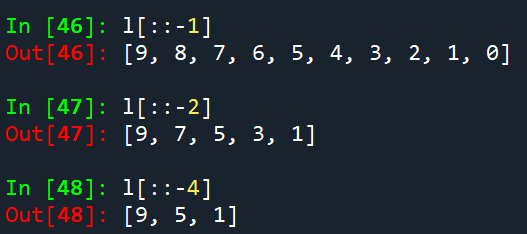 In [46]: l[::-1]
Out[46]: [9, 8, 7, 6, 5, 4, 3, 2, 1, 0]
In [47]: l[::-2]
Out[47]: [9, 7, 5, 3, 1]
In [48]: l[::-4]
Out[48]: [9, 5, 1]